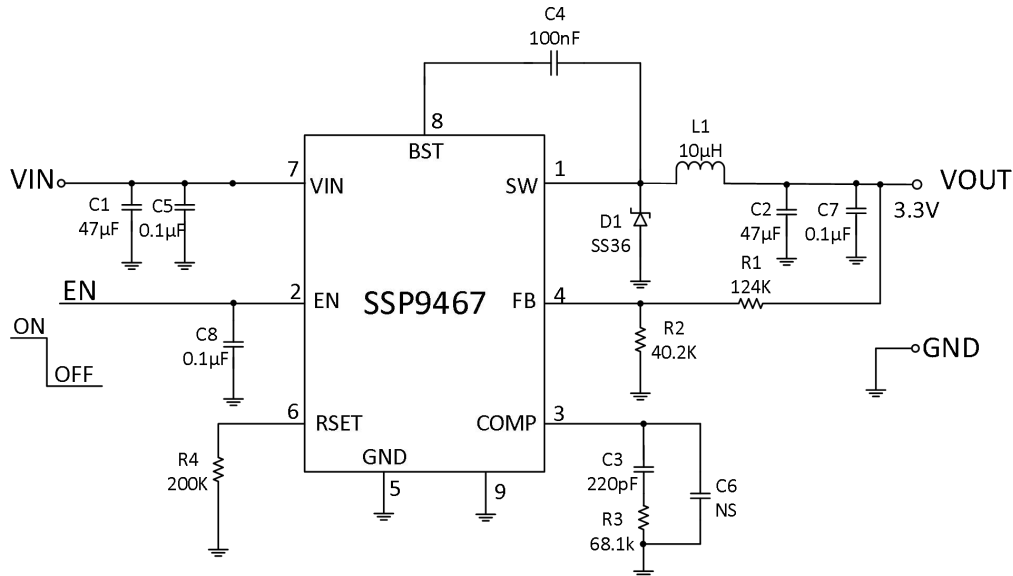 C4
100nF
8
BST
L1
10µH
VIN
7
VIN
SW
1
VOUT
3.3V
C1
47µF
C5
0.1µF
D1
SS36
C2
47µF
C7
0.1µF
R1
124K
EN
2
EN
SSP9467
FB
4
ON
OFF
C8
0.1µF
R2
40.2K
GND
6
RSET
COMP
3
R4
200K
GND
5
9
C3
220pF
C6
NS
R3
68.1k